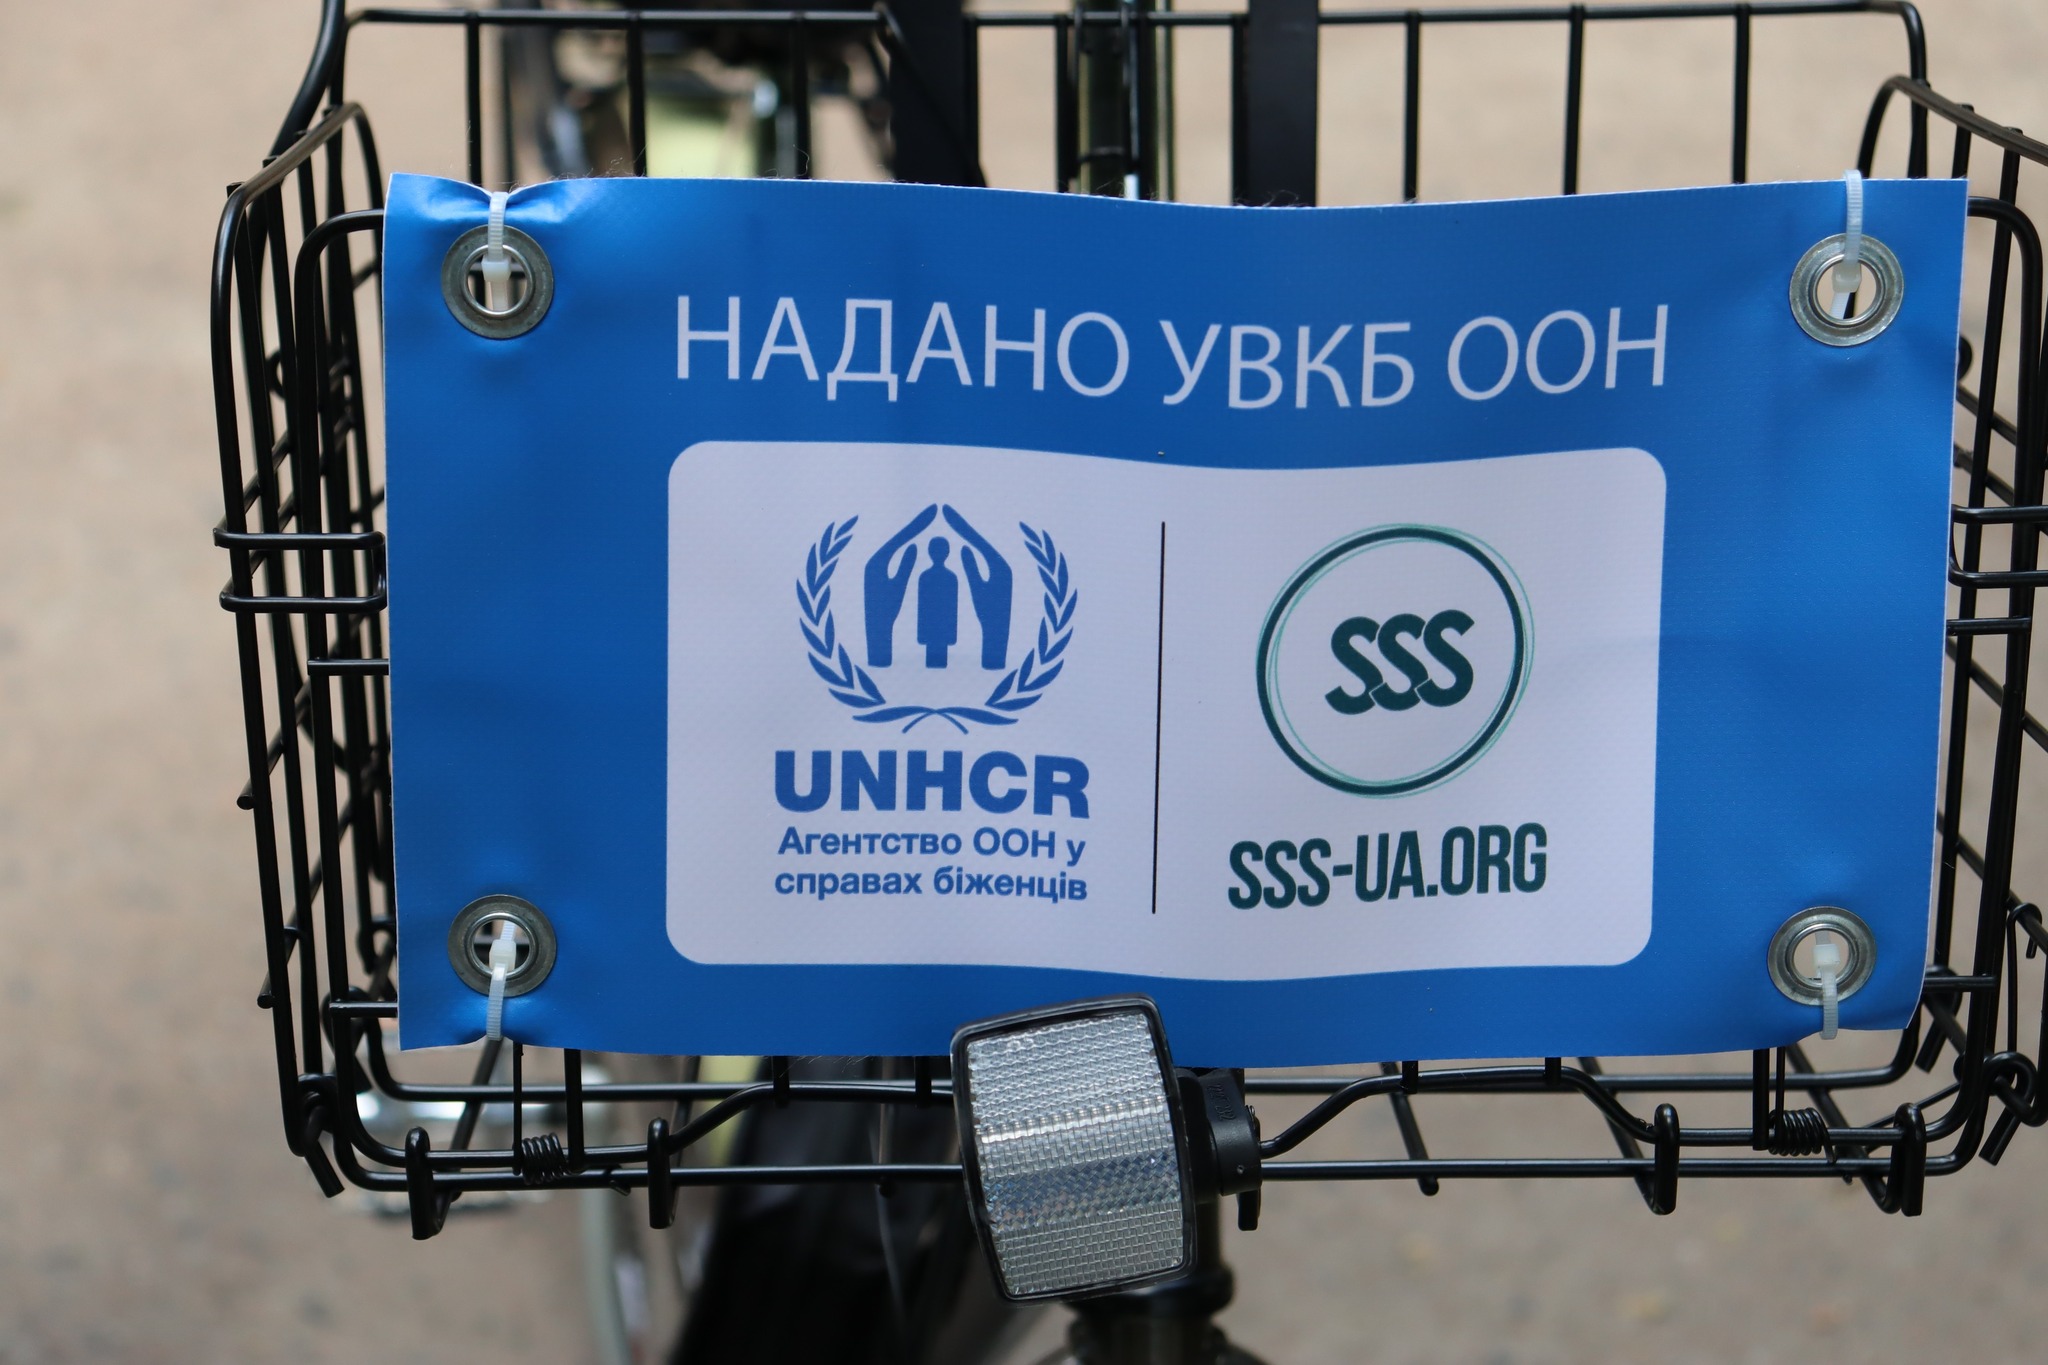 НАДАНО УВКБ ООН
UNHCR
Агентство ООН у
справах біженців
SSS
SSS-UA.ORG